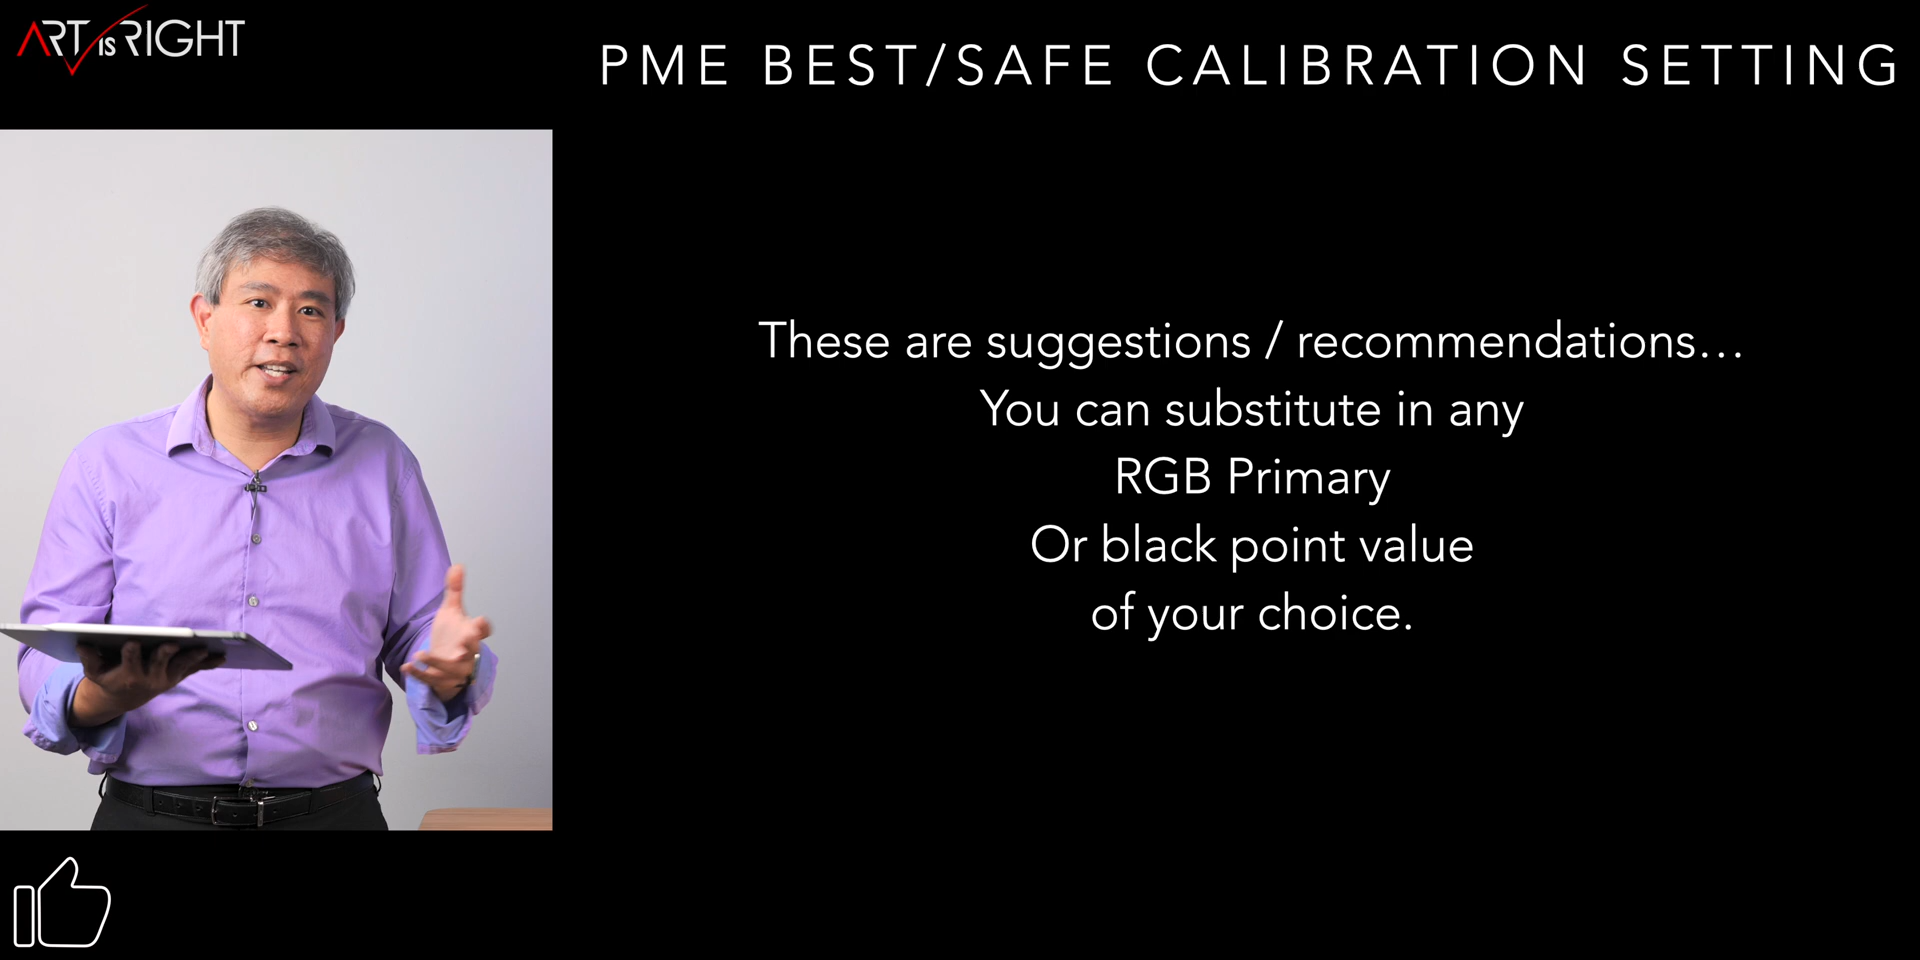 ART IS RIGHT
PME BEST/SAFE CALIBRATION SETTING
These are suggestions / recommendations...
You can substitute in any
RGB Primary
Or black point value
of your choice.